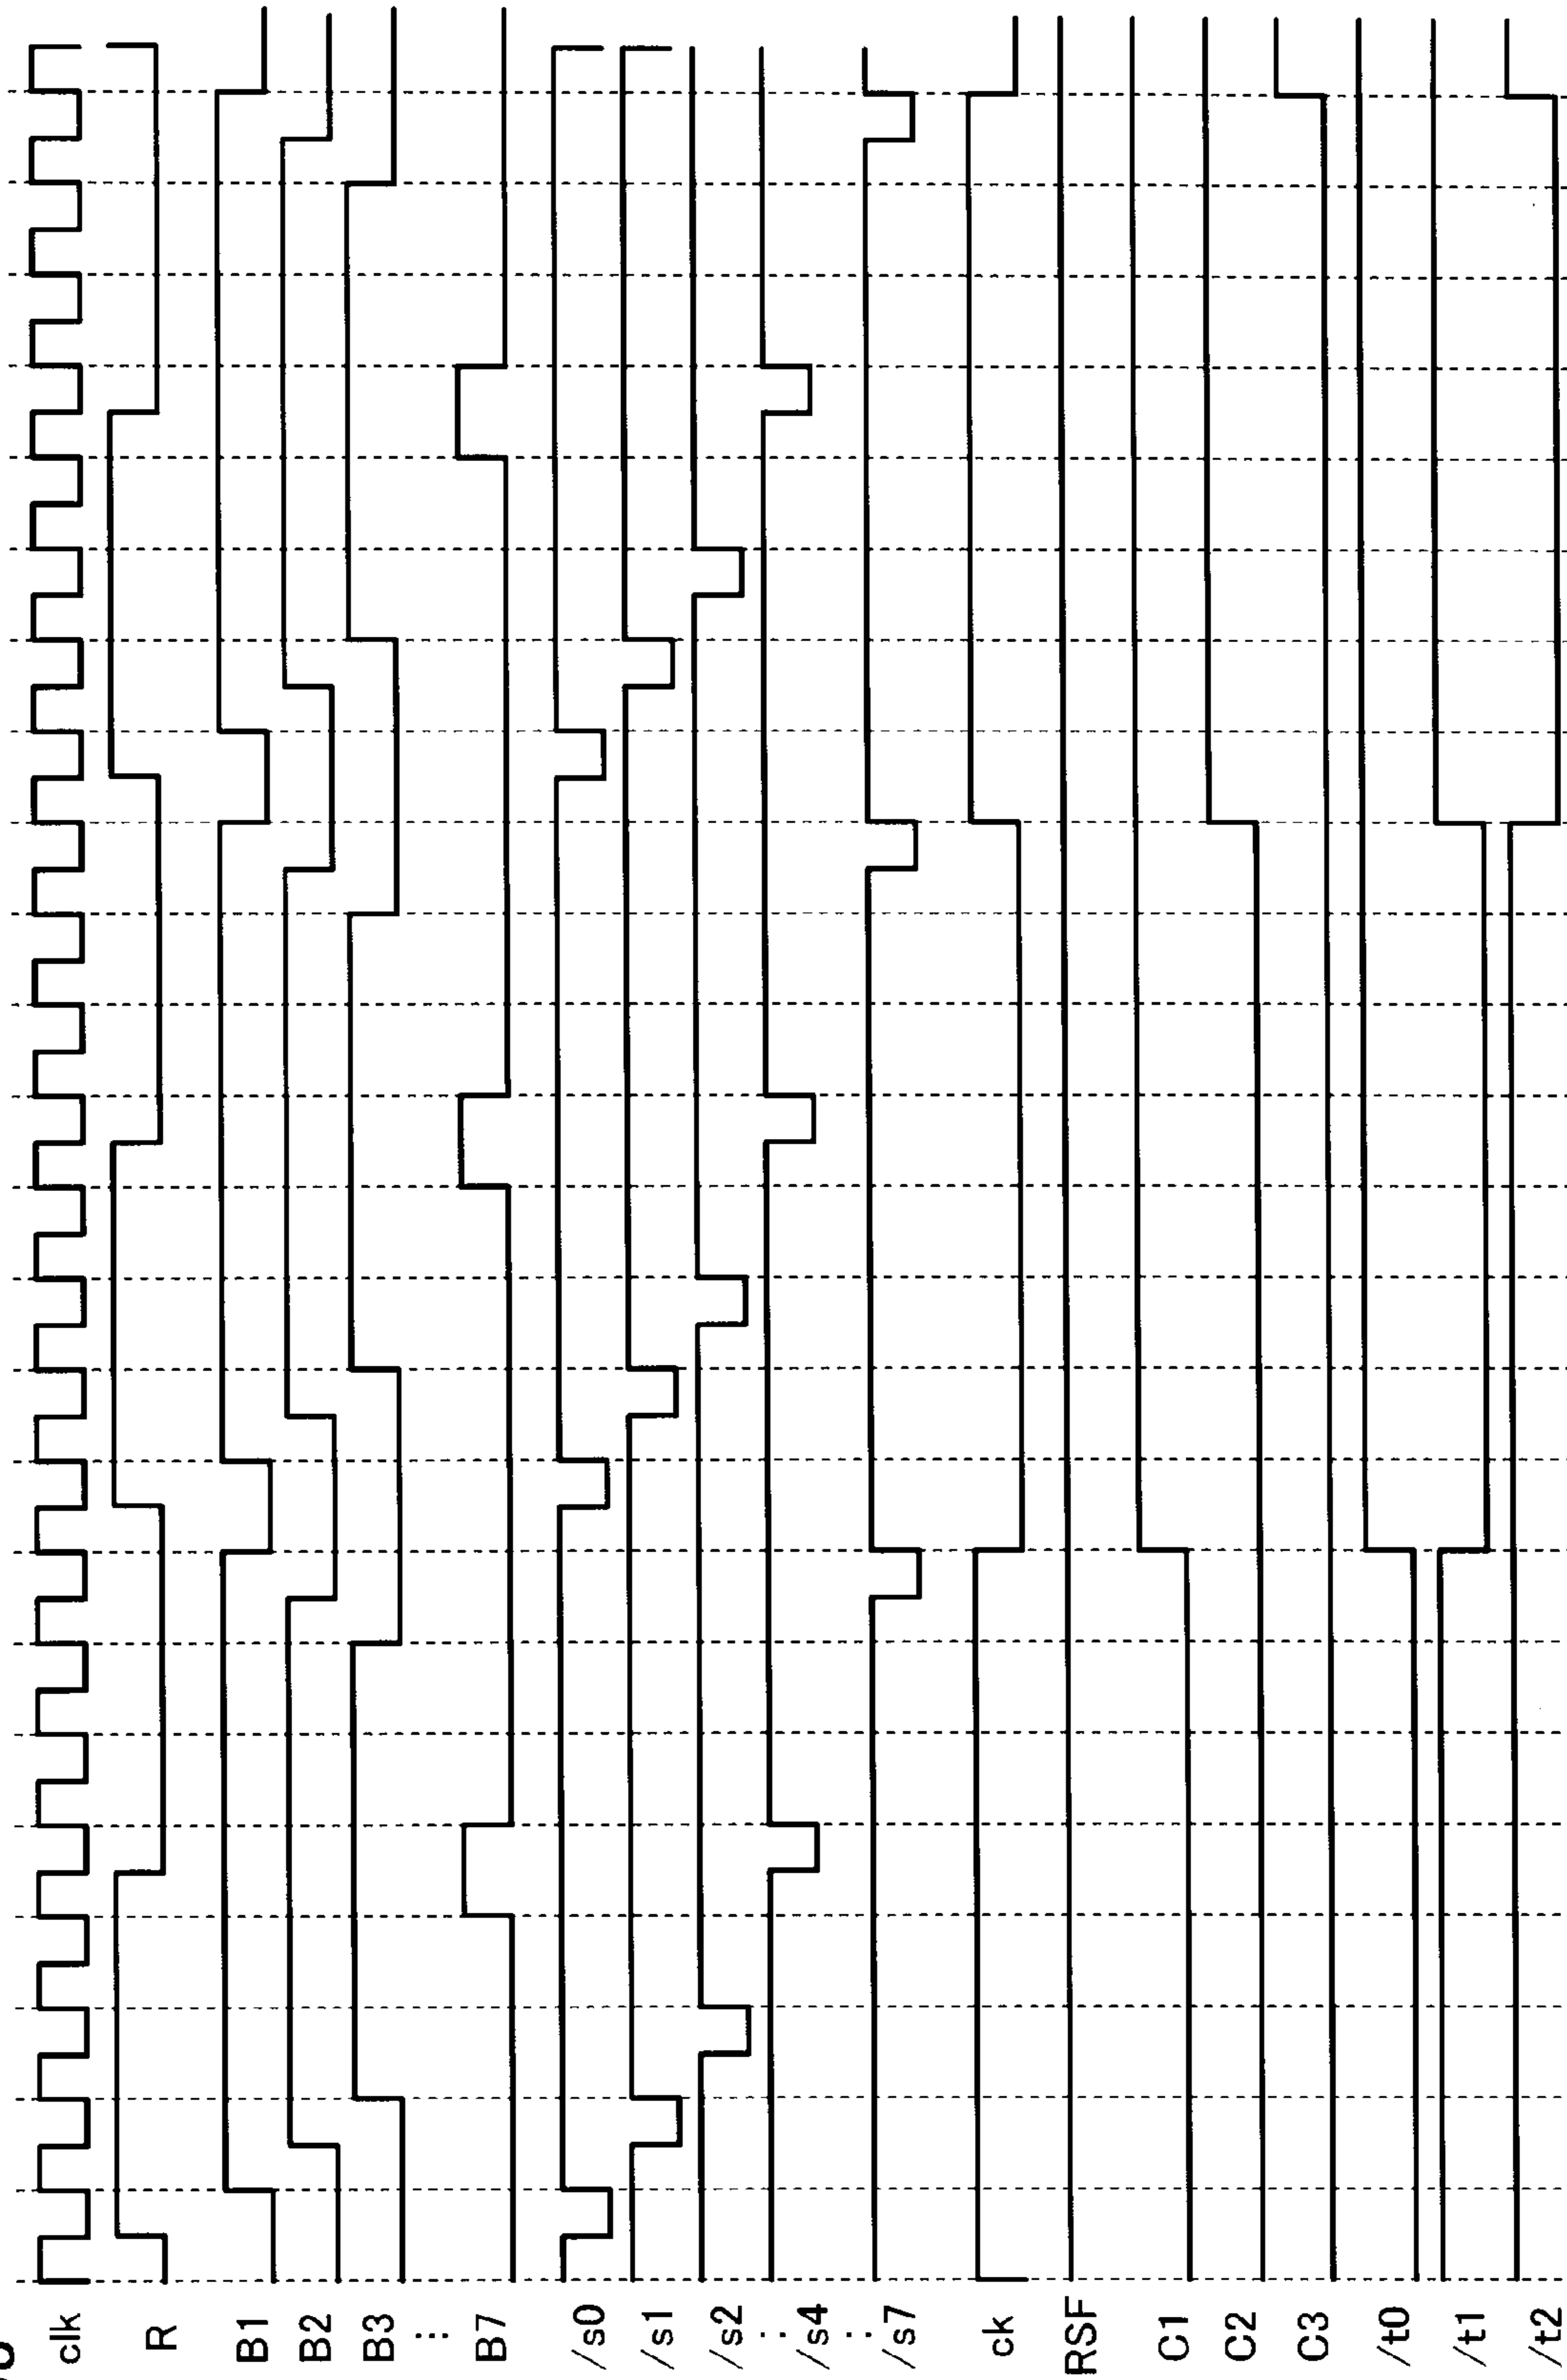 clk
R
B1
B2
B3
:
B7
/s0
/s1
/s2
:
/s4
:
/s7
ck
RSF
C1
C2
C3
/t0
/t1
/t2